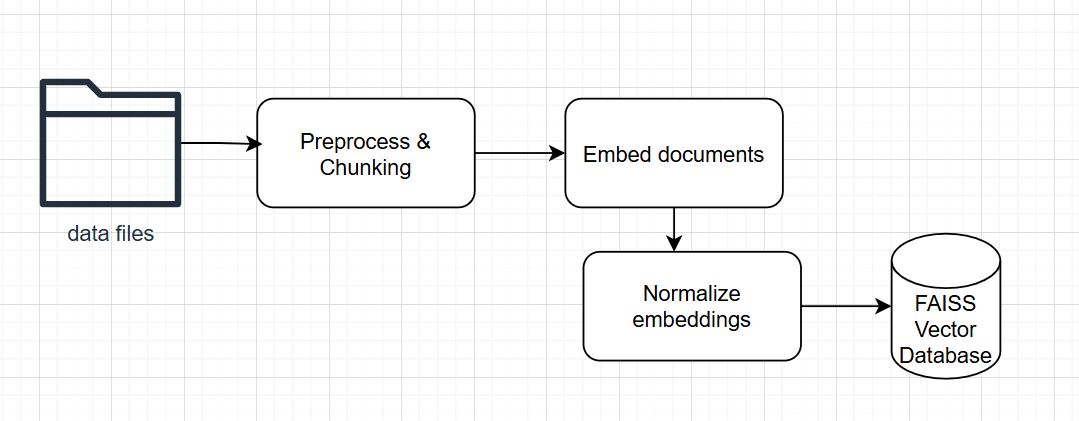 data files
Preprocess &
Chunking
Embed documents
Normalize
embeddings
FAISS
Vector
Database